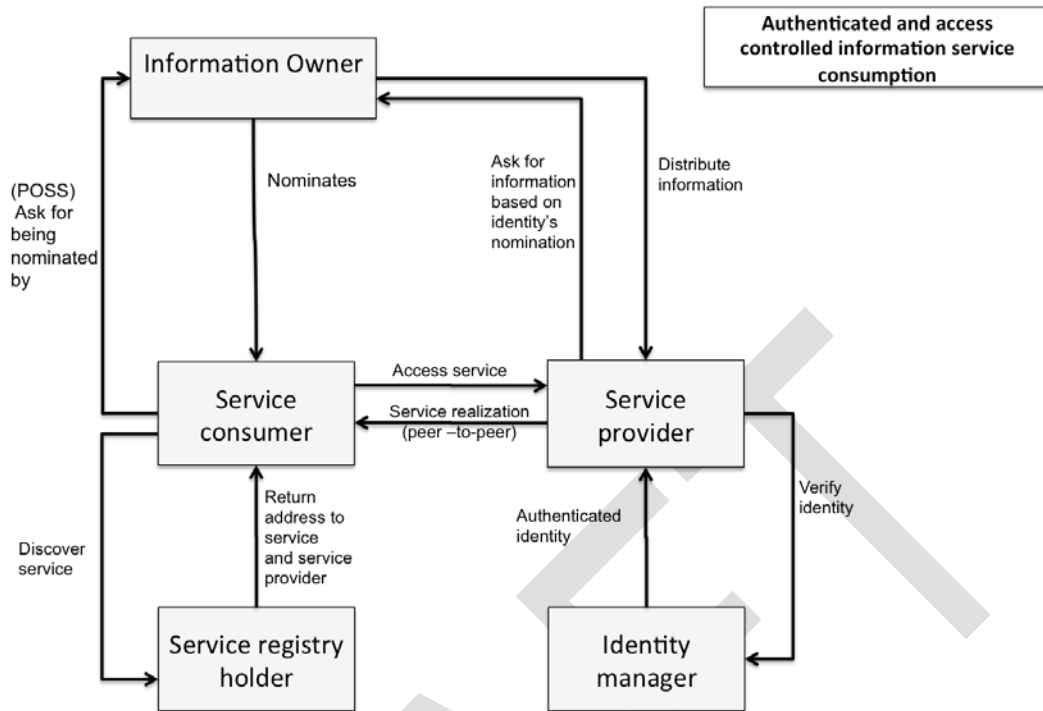 Authenticated and access
controlled information service
consumption
Information Owner
(POSS)
Ask for
being
nominated
by
Nominates
Ask for
information
based on
identity’s
nomination
Distribute
information
Service
consumer
Access service
Service realization
(peer –to-peer)
Service
provider
Discover
service
Return
address to
service
and service
provider
Authenticated
identity
Verify
identity
Service registry
holder
Identity
manager